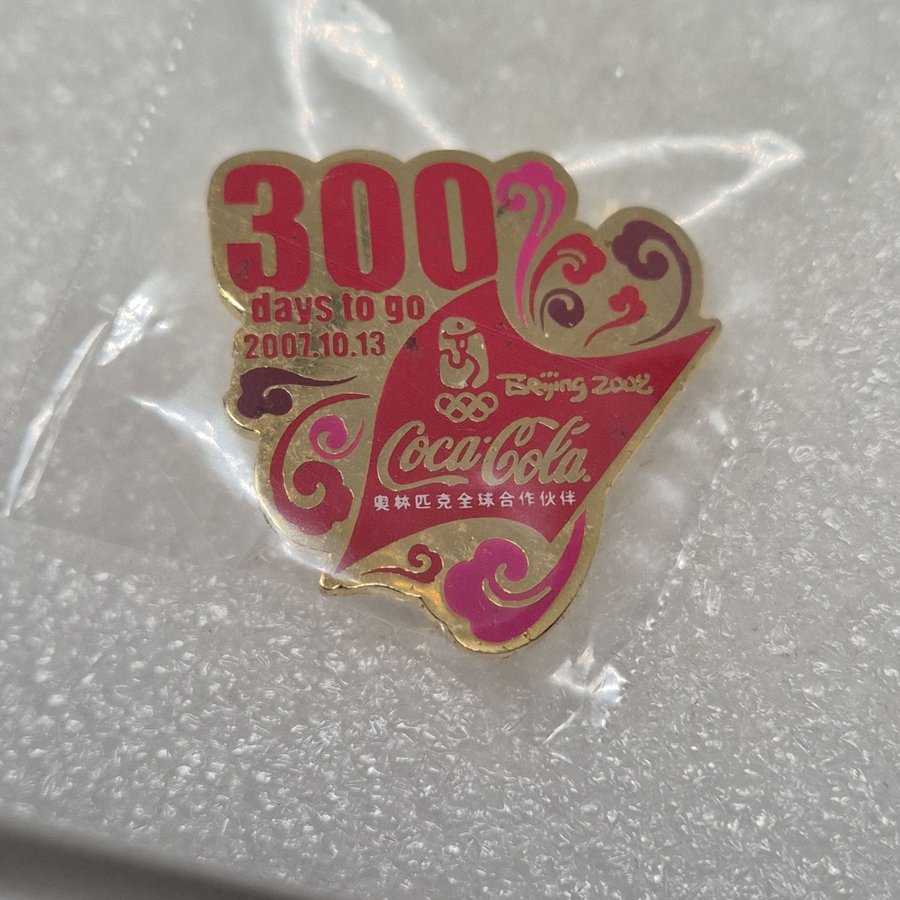 300
days to go
2007.10.13
Beijing 2008
Coca-Cola
奥林匹克全球合作伙伴